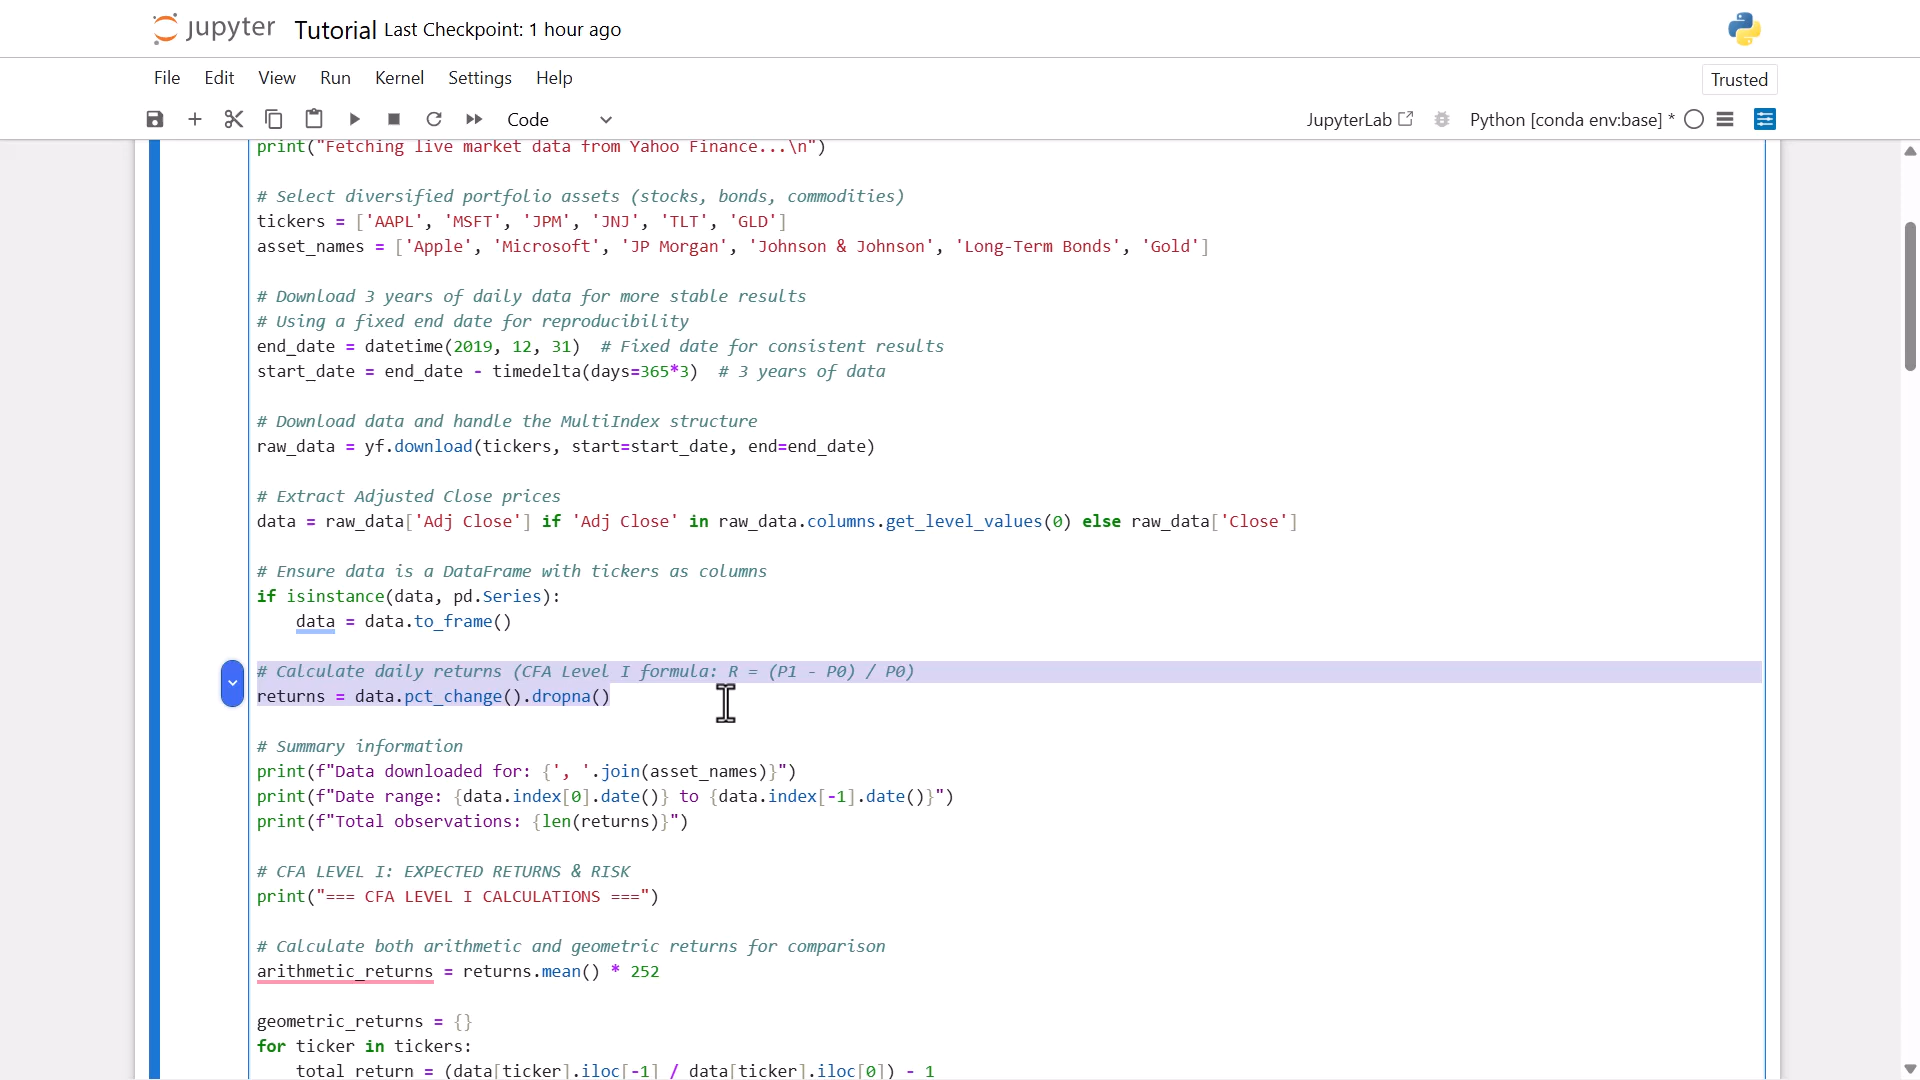 jupyter Tutorial Last Checkpoint: 1 hour ago
File Edit View Run Kernel Settings Help
Trusted
Code
JupyterLab Python [conda env:base] *
print("Fetching live market data from Yahoo Finance...\n")
# Select diversified portfolio assets (stocks, bonds, commodities)
tickers = ['AAPL', 'MSFT', 'JPM', 'JNJ', 'TLT', 'GLD']
asset_names = ['Apple', 'Microsoft', 'JP Morgan', 'Johnson & Johnson', 'Long-Term Bonds', 'Gold']
# Download 3 years of daily data for more stable results
# Using a fixed end date for reproducibility
end_date = datetime(2019, 12, 31)  # Fixed date for consistent results
start_date = end_date - timedelta(days=365*3)  # 3 years of data
# Download data and handle the MultiIndex structure
raw_data = yf.download(tickers, start=start_date, end=end_date)
# Extract Adjusted Close prices
data = raw_data['Adj Close'] if 'Adj Close' in raw_data.columns.get_level_values(0) else raw_data['Close']
# Ensure data is a DataFrame with tickers as columns
if isinstance(data, pd.Series):
    data = data.to_frame()
# Calculate daily returns (CFA Level I formula: R = (P1 - P0) / P0)
returns = data.pct_change().dropna()
# Summary information
print(f"Data downloaded for: {', '.join(asset_names)}")
print(f"Date range: {data.index[0].date()} to {data.index[-1].date()}")
print(f"Total observations: {len(returns)}")
# CFA LEVEL I: EXPECTED RETURNS & RISK
print("=== CFA LEVEL I CALCULATIONS ===")
# Calculate both arithmetic and geometric returns for comparison
arithmetic_returns = returns.mean() * 252
geometric_returns = {}
for ticker in tickers:
    total_return = (data[ticker].iloc[-1] / data[ticker].iloc[0]) - 1